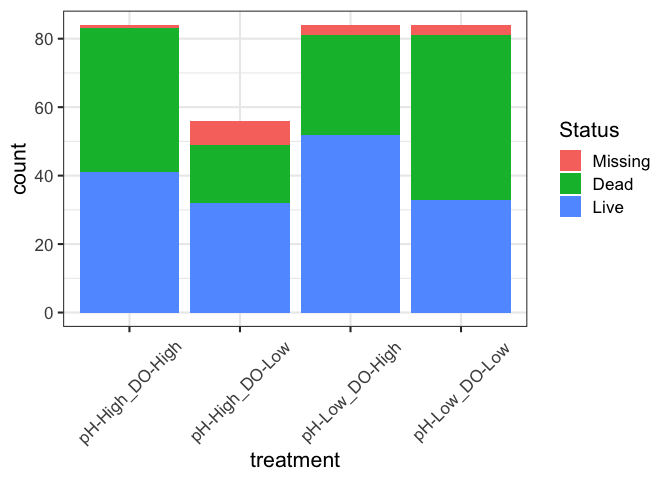 80
60
40
20
0
count
pH-High_DO-High
pH-High_DO-Low
pH-Low_DO-High
pH-Low_DO-Low
treatment
Status
Missing
Dead
Live